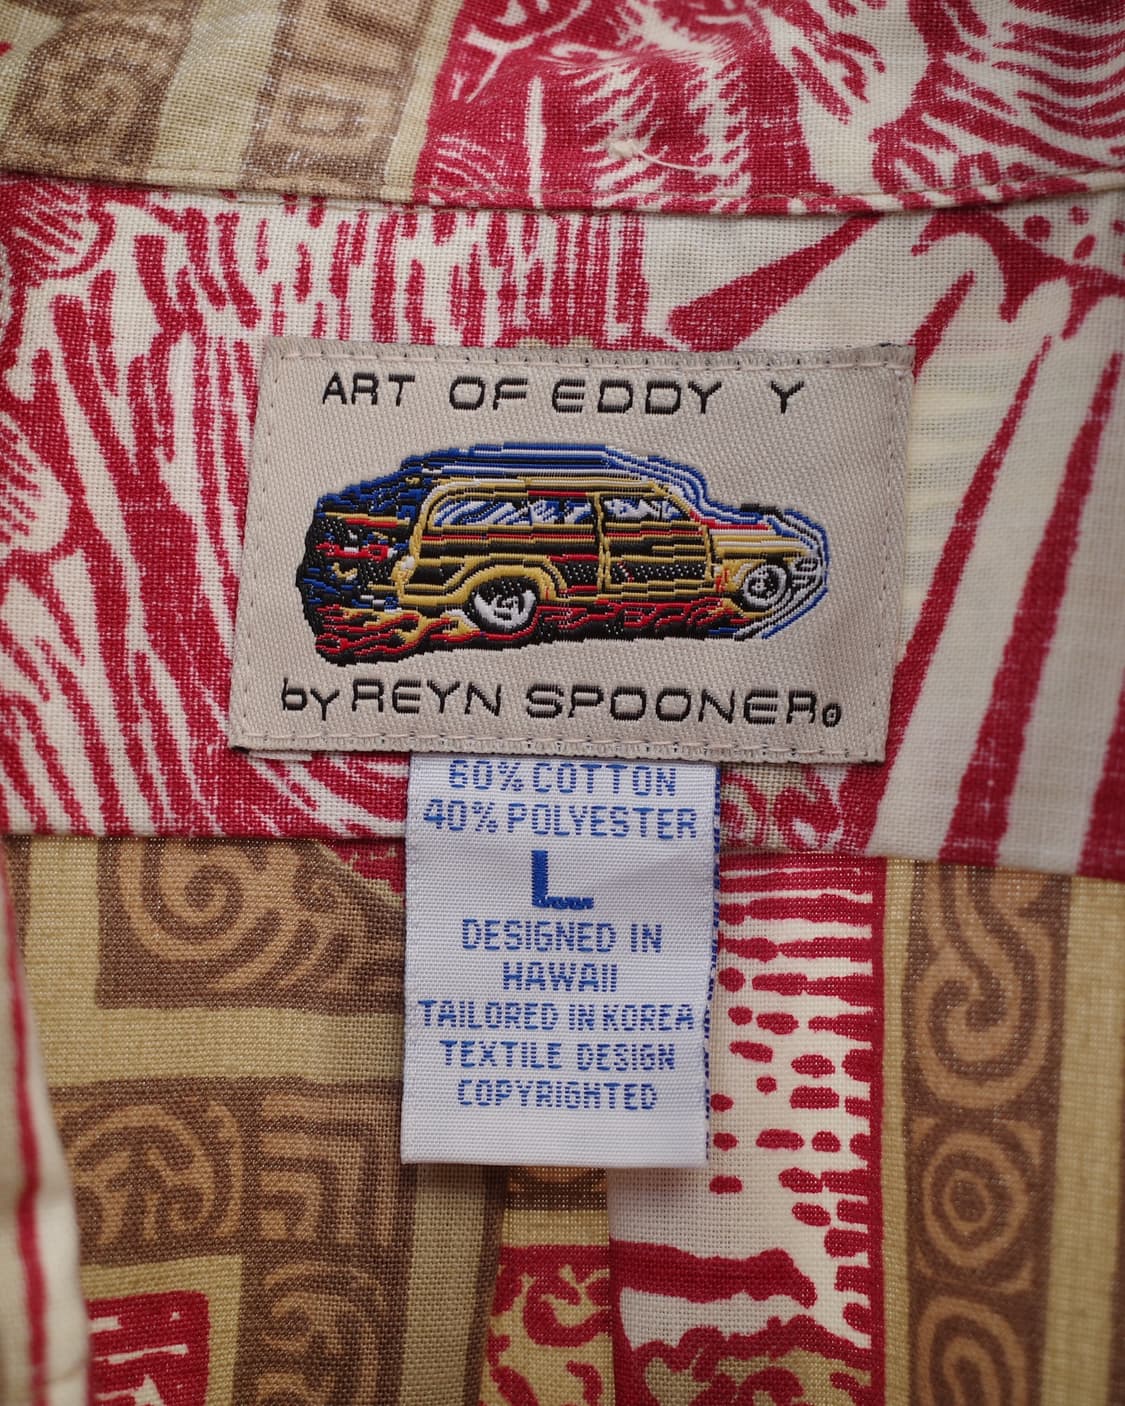 ART OF EDDY Y
by REYN SPOONER®
60% COTTON
40% POLYESTER
L
DESIGNED IN
HAWAII
TAILORED IN KOREA
TEXTILE DESIGN
COPYRIGHTED